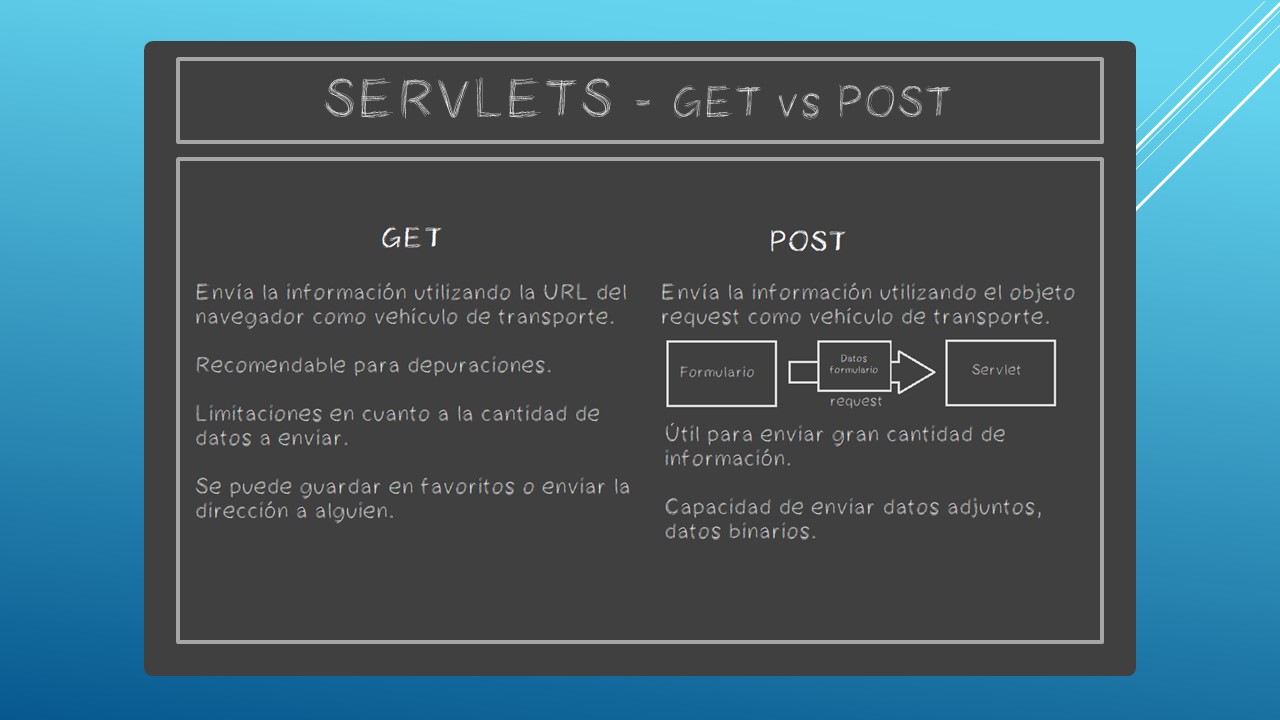 SERVLETS - GET vs POST
GET
Envía la información utilizando la URL del
navegador como vehículo de transporte.
Recomendable para depuraciones.
Limitaciones en cuanto a la cantidad de
datos a enviar.
Se puede guardar en favoritos o enviar la
dirección a alguien.
POST
Envía la información utilizando el objeto
request como vehículo de transporte.
Formulario
Datos
formulario
request
Servlet
Útil para enviar gran cantidad de
información.
Capacidad de enviar datos adjuntos,
datos binarios.